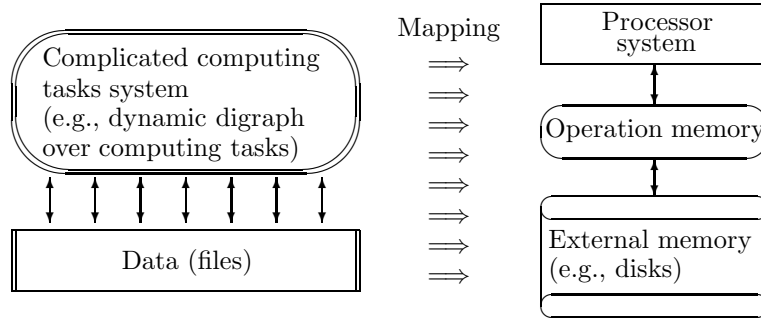 Complicated computing
tasks system
(e.g., dynamic digraph
over computing tasks)
Data (files)
Mapping
⟹
⟹
⟹
⟹
⟹
⟹
⟹
⟹
Processor
system
Operation memory
External memory
(e.g., disks)